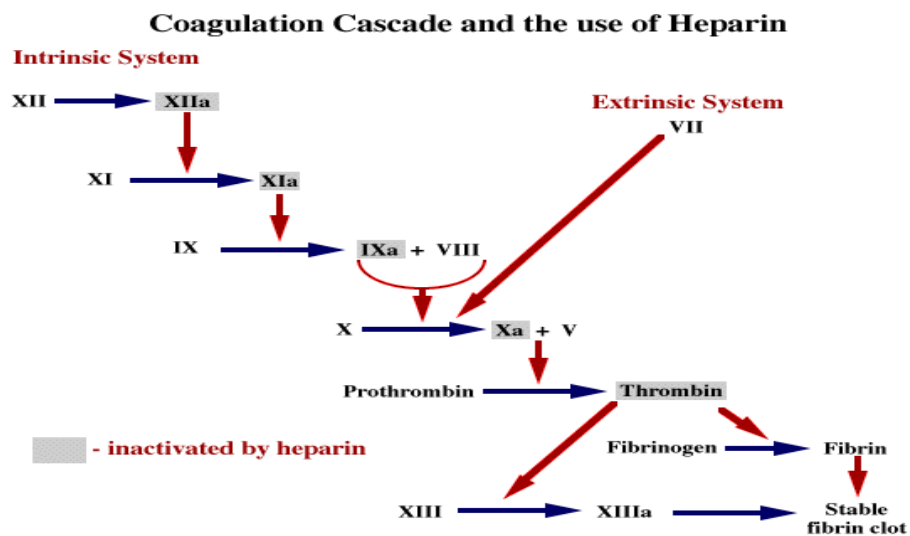 Coagulation Cascade and the use of Heparin
Intrinsic System
XII XIIa
Extrinsic System
VII
XI XIa
IX IXa + VIII
X Xa + V
Prothrombin Thrombin
- inactivated by heparin
Fibrinogen Fibrin
XIII XIIIa Stable
fibrin clot